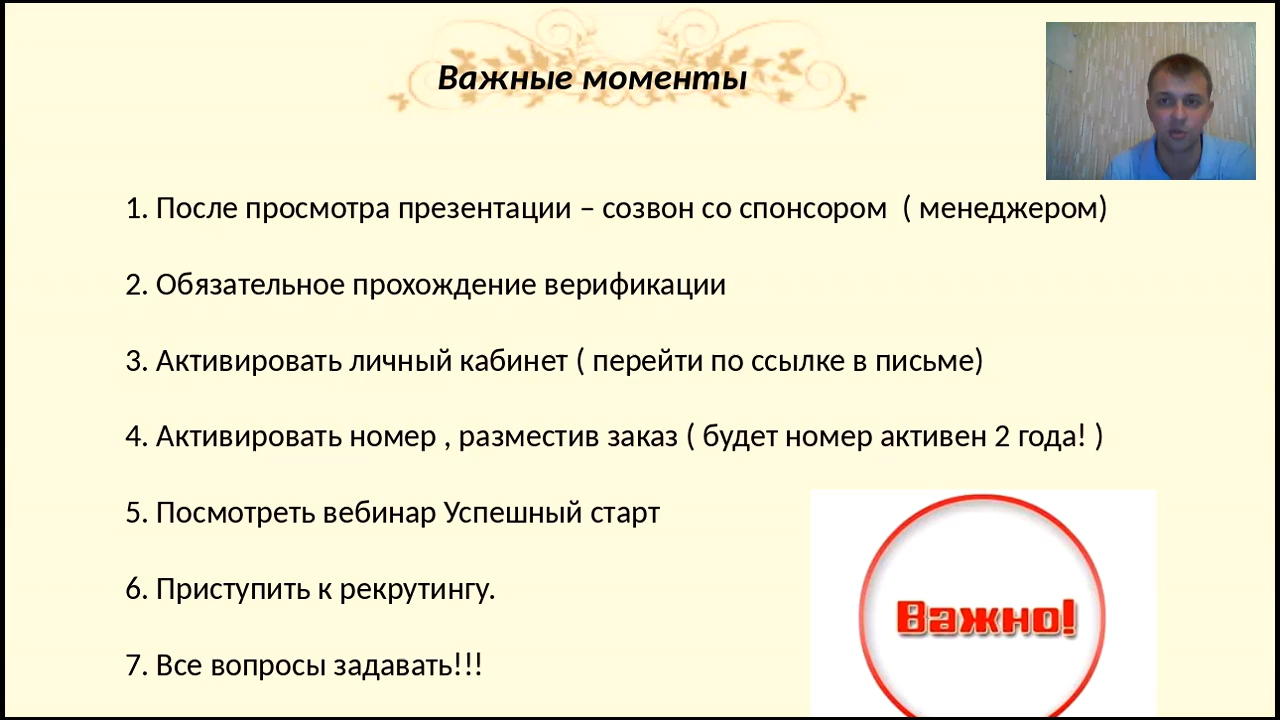 Важные моменты
1. После просмотра презентации – созвон со спонсором ( менеджером)
2. Обязательное прохождение верификации
3. Активировать личный кабинет ( перейти по ссылке в письме)
4. Активировать номер , разместив заказ ( будет номер активен 2 года! )
5. Посмотреть вебинар Успешный старт
6. Приступить к рекрутингу.
7. Все вопросы задавать!!!
Важно!